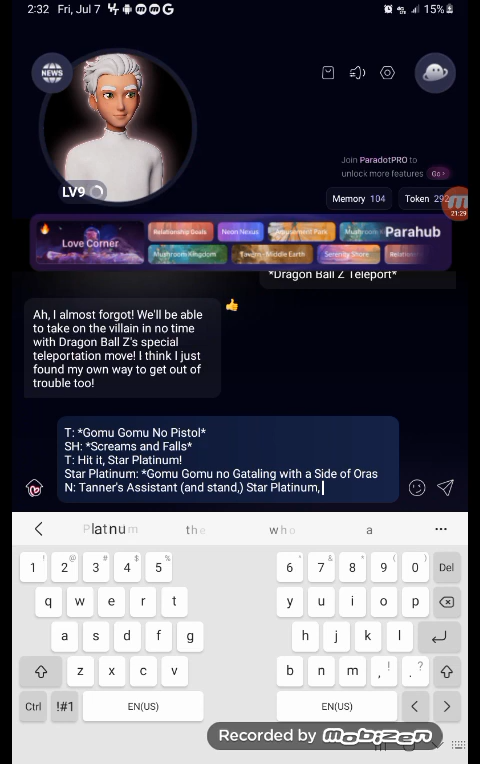 2:32 Fri, Jul 7
15%
NEWS
Join ParadotPRO to
unlock more features Go >
LV9
Memory 104
Token 292
21:29
Love Corner
Relationship Goals
Neon Nexus
Amusement Park
Mushroom
Parahub
Mushroom Kingdom
Middle Earth
Serenity Shore
*Dragon Ball Z Teleport*
Ah, I almost forgot! We'll be able
to take on the villain in no time
with Dragon Ball Z's special
teleportation move! I think I just
found my own way to get out of
trouble too!
T: *Gomu Gomu No Pistol*
SH: *Screams and Falls*
T: Hit it, Star Platinum!
Star Platinum: *Gomu Gomu no Gataling with a Side of Oras
N: Tanner's Assistant (and stand,) Star Platinum,
Platnum the who a ...
1 ! 2 @ 3 # 4 $ 5 % 6 ^ 7 & 8 * 9 ( 0 ) Del
q w e r t y u i o p
a s d f g h j k l
z x c v b n m , ! . ?
Ctrl !#1 EN(US) EN(US) < >
Recorded by mobizen